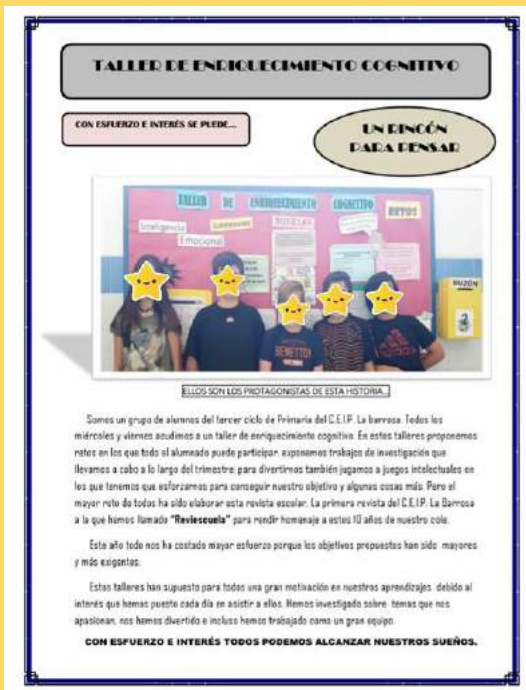 TALLER DE ENRIQUECIMIENTO COGNITIVO
CON ESFUERZO E INTERÉS SE PUEDE...
UN RINCÓN
PARA PENSAR
TALLER DE ENRIQUECIMIENTO COGNITIVO
RETOS
Inteligencia
Emocional
BUZÓN
BENETTON
adidas
ELLOS SON LOS PROTAGONISTAS DE ESTA HISTORIA...
Somos un grupo de alumnos del tercer ciclo de Primaria del C.E.I.P. La barrosa. Todos los
miércoles y viernes acudimos a un taller de enriquecimiento cognitivo. En estos talleres proponemos
retos en los que todo el alumnado puede participar, exponemos trabajos de investigación que
llevamos a cabo a lo largo del trimestre; para divertirnos también jugamos a juegos intelectuales en
los que tenemos que esforzarnos para conseguir nuestro objetivo y algunas cosas más. Pero el
mayor reto de todos ha sido elaborar esta revista escolar. La primera revista del C.E.I.P. La Barrosa
a la que hemos llamado "Reviescuela" para rendir homenaje a estos 10 años de nuestro cole.
Este año todo nos ha costado mayor esfuerzo porque los objetivos propuestos han sido mayores
y más exigentes.
Estos talleres han supuesto para todos una gran motivación en nuestros aprendizajes debido al
interés que hemos puesto cada día en asistir a ellos. Hemos investigado sobre temas que nos
apasionan, nos hemos divertido e incluso hemos trabajado como un gran equipo.
CON ESFUERZO E INTERÉS TODOS PODEMOS ALCANZAR NUESTROS SUEÑOS.